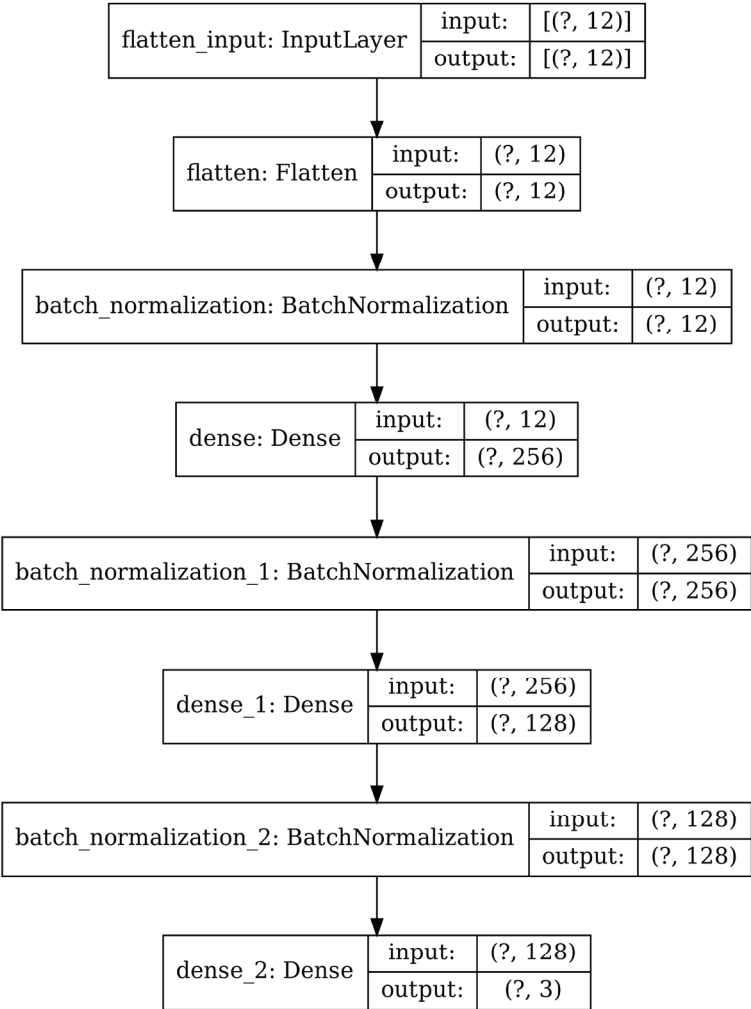 flatten_input: InputLayer
input: [(?, 12)]
output: [(?, 12)]
flatten: Flatten
input: (?, 12)
output: (?, 12)
batch_normalization: BatchNormalization
input: (?, 12)
output: (?, 12)
dense: Dense
input: (?, 12)
output: (?, 256)
batch_normalization_1: BatchNormalization
input: (?, 256)
output: (?, 256)
dense_1: Dense
input: (?, 256)
output: (?, 128)
batch_normalization_2: BatchNormalization
input: (?, 128)
output: (?, 128)
dense_2: Dense
input: (?, 128)
output: (?, 3)